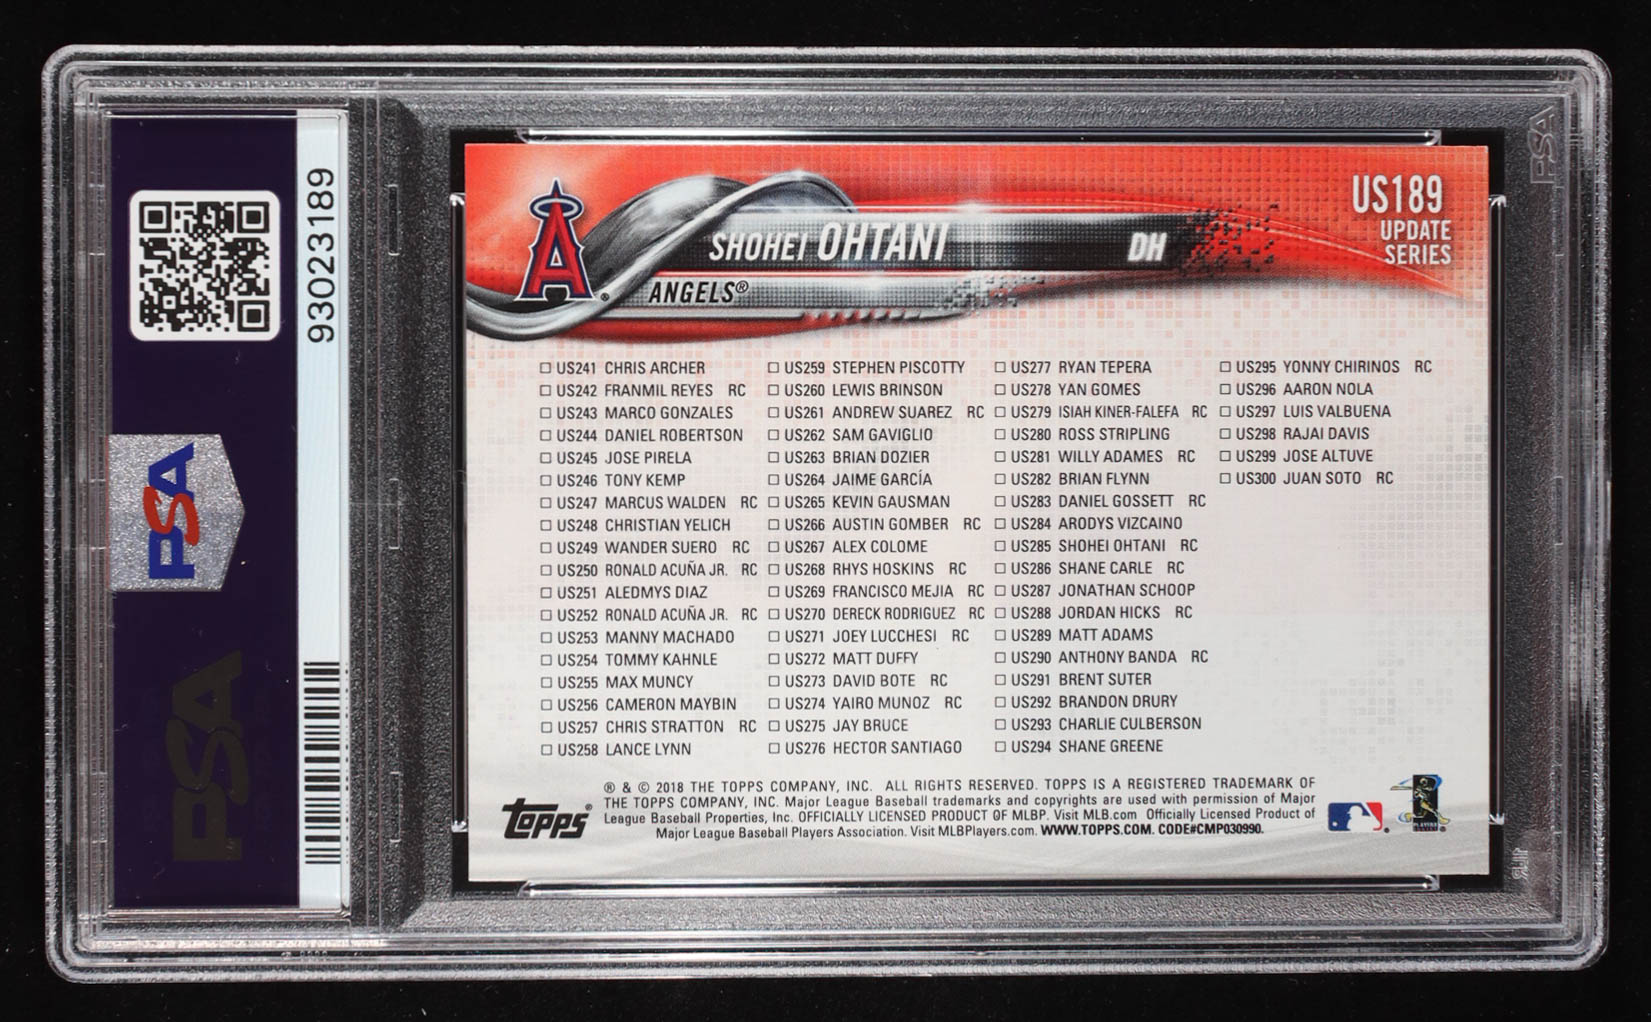 93023189
PSA
PSA
PSA
SHOHEI OHTANI DH
ANGELS®
US189
UPDATE
SERIES
US241 CHRIS ARCHER
US242 FRANMIL REYES RC
US243 MARCO GONZALES
US244 DANIEL ROBERTSON
US245 JOSE PIRELA
US246 TONY KEMP
US247 MARCUS WALDEN RC
US248 CHRISTIAN YELICH
US249 WANDER SUERO RC
US250 RONALD ACUÑA JR. RC
US251 ALEDMYS DIAZ
US252 RONALD ACUÑA JR. RC
US253 MANNY MACHADO
US254 TOMMY KAHNLE
US255 MAX MUNCY
US256 CAMERON MAYBIN
US257 CHRIS STRATTON RC
US258 LANCE LYNN
US259 STEPHEN PISCOTTY
US260 LEWIS BRINSON
US261 ANDREW SUAREZ RC
US262 SAM GAVIGLIO
US263 BRIAN DOZIER
US264 JAIME GARCÍA
US265 KEVIN GAUSMAN
US266 AUSTIN GOMBER RC
US267 ALEX COLOME
US268 RHYS HOSKINS RC
US269 FRANCISCO MEJIA RC
US270 DERECK RODRIGUEZ RC
US271 JOEY LUCCHESI RC
US272 MATT DUFFY
US273 DAVID BOTE RC
US274 YAIRO MUNOZ RC
US275 JAY BRUCE
US276 HECTOR SANTIAGO
US277 RYAN TEPERA
US278 YAN GOMES
US279 ISIAH KINER-FALEFA RC
US280 ROSS STRIPLING
US281 WILLY ADAMES RC
US282 BRIAN FLYNN
US283 DANIEL GOSSETT RC
US284 ARODYS VIZCAINO
US285 SHOHEI OHTANI RC
US286 SHANE CARLE RC
US287 JONATHAN SCHOOP
US288 JORDAN HICKS RC
US289 MATT ADAMS
US290 ANTHONY BANDA RC
US291 BRENT SUTER
US292 BRANDON DRURY
US293 CHARLIE CULBERSON
US294 SHANE GREENE
US295 YONNY CHIRINOS RC
US296 AARON NOLA
US297 LUIS VALBUENA
US298 RAJAI DAVIS
US299 JOSE ALTUVE
US300 JUAN SOTO RC
Topps®
® & © 2018 THE TOPPS COMPANY, INC. ALL RIGHTS RESERVED. TOPPS IS A REGISTERED TRADEMARK OF
THE TOPPS COMPANY, INC. Major League Baseball trademarks and copyrights are used with permission of Major
League Baseball Properties, Inc. OFFICIALLY LICENSED PRODUCT OF MLBP. Visit MLB.com Officially Licensed Product of
Major League Baseball Players Association. Visit MLBPlayers.com. WWW.TOPPS.COM. CODE#CMP030990.